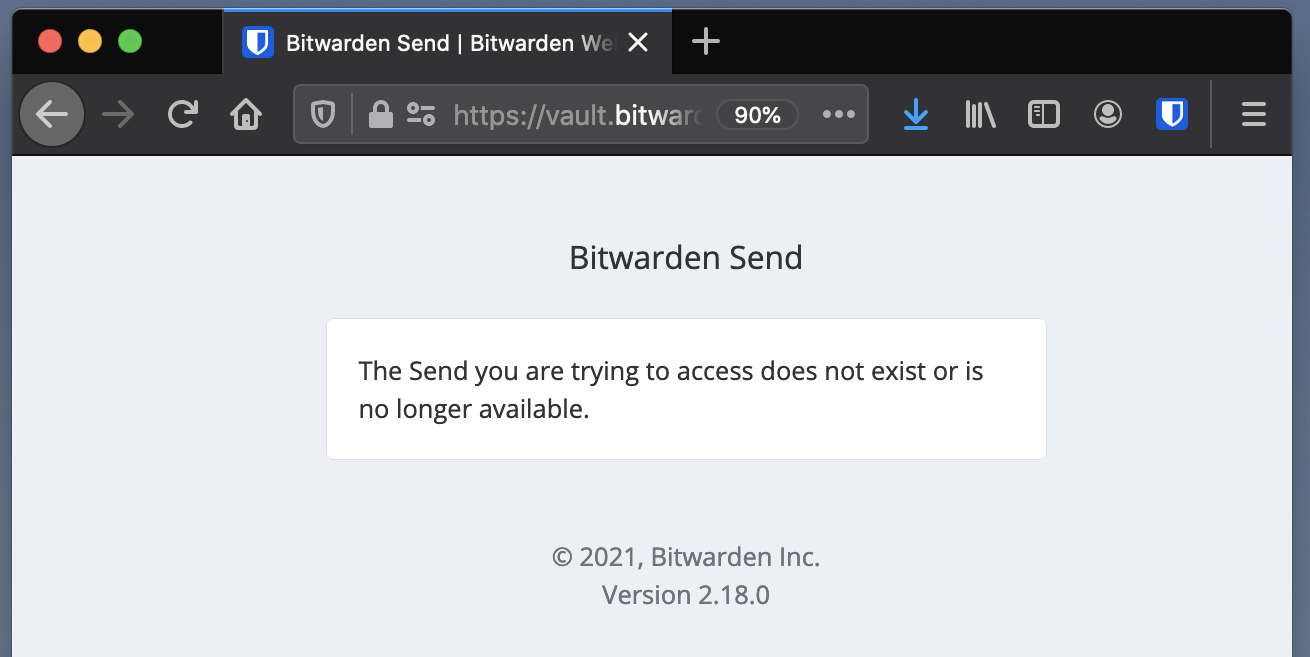 Bitwarden Send | Bitwarden We
https://vault.bitward 90%
Bitwarden Send
The Send you are trying to access does not exist or is
no longer available.
© 2021, Bitwarden Inc.
Version 2.18.0